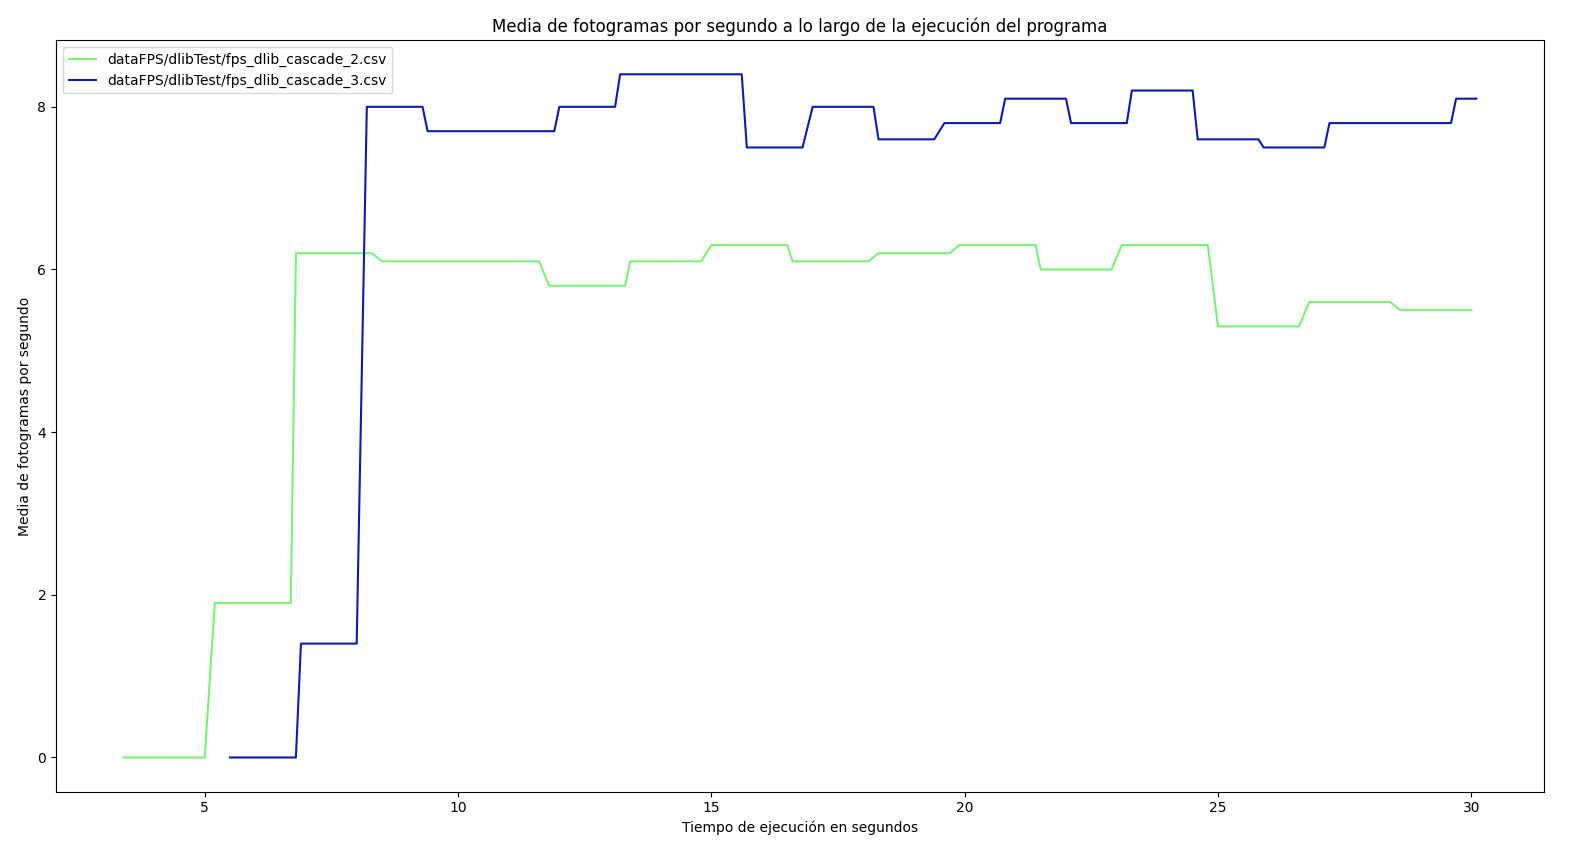 Media de fotogramas por segundo a lo largo de la ejecución del programa
dataFPS/dlibTest/fps_dlib_cascade_2.csv
dataFPS/dlibTest/fps_dlib_cascade_3.csv
Media de fotogramas por segundo
8
6
4
2
0
5 10 15 20 25 30
Tiempo de ejecución en segundos